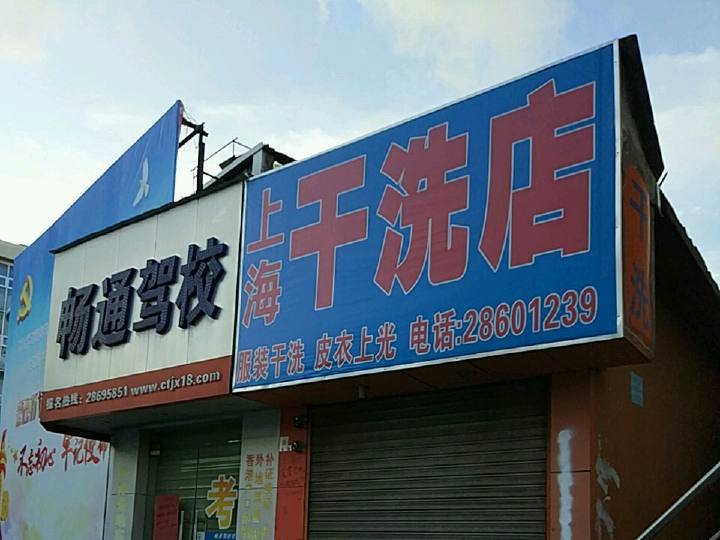 上海
干洗店
服装干洗 皮衣上光 电话:28601239
干洗
畅通驾校
报名热线：28695851 www.ctjx18.com
不忘初心 牢记使命
考